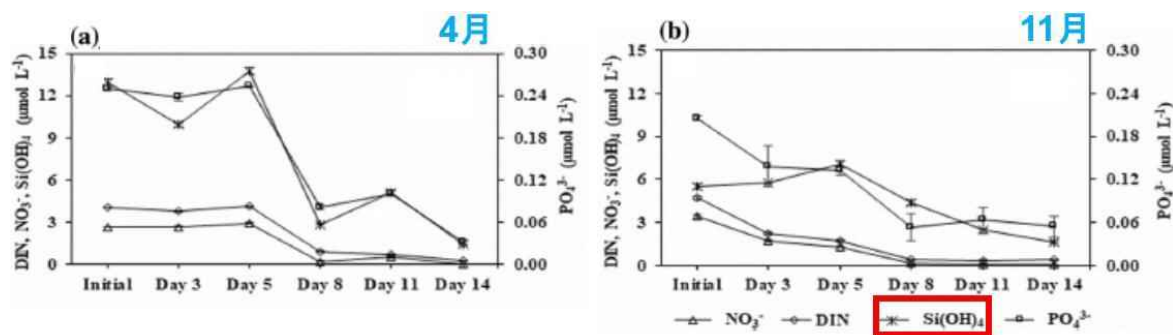 (a)
4月
15
12
9
6
3
0
DIN, NO₃⁻, Si(OH)₄ (μmol L⁻¹)
0.30
0.24
0.18
0.12
0.06
0.00
PO₄³⁻ (μmol L⁻¹)
Initial Day 3 Day 5 Day 8 Day 11 Day 14
(b)
11月
15
12
9
6
3
0
DIN, NO₃⁻, Si(OH)₄ (μmol L⁻¹)
0.30
0.24
0.18
0.12
0.06
0.00
PO₄³⁻ (μmol L⁻¹)
Initial Day 3 Day 5 Day 8 Day 11 Day 14
NO₃⁻ DIN Si(OH)₄ PO₄³⁻